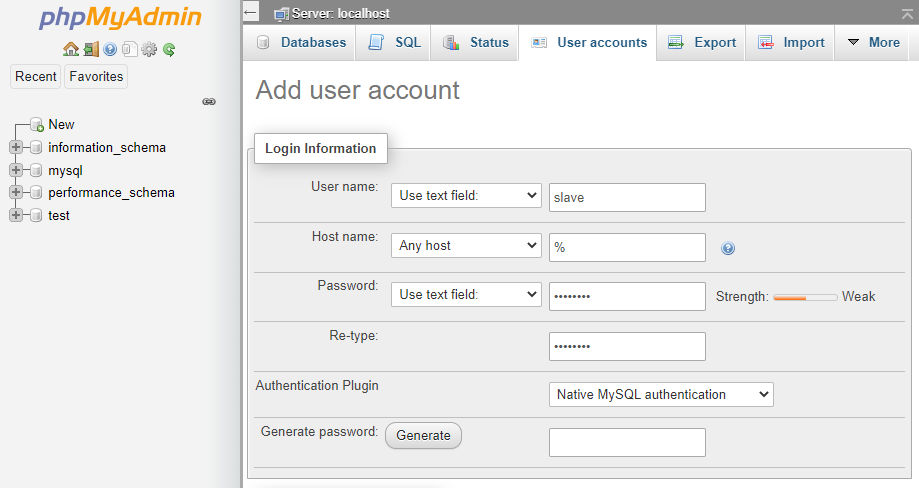 phpMyAdmin
Recent Favorites
New
information_schema
mysql
performance_schema
test
Server: localhost
Databases SQL Status User accounts Export Import More
Add user account
Login Information
User name: Use text field: slave
Host name: Any host %
Password: Use text field: •••••••• Strength: Weak
Re-type: ••••••••
Authentication Plugin Native MySQL authentication
Generate password: Generate